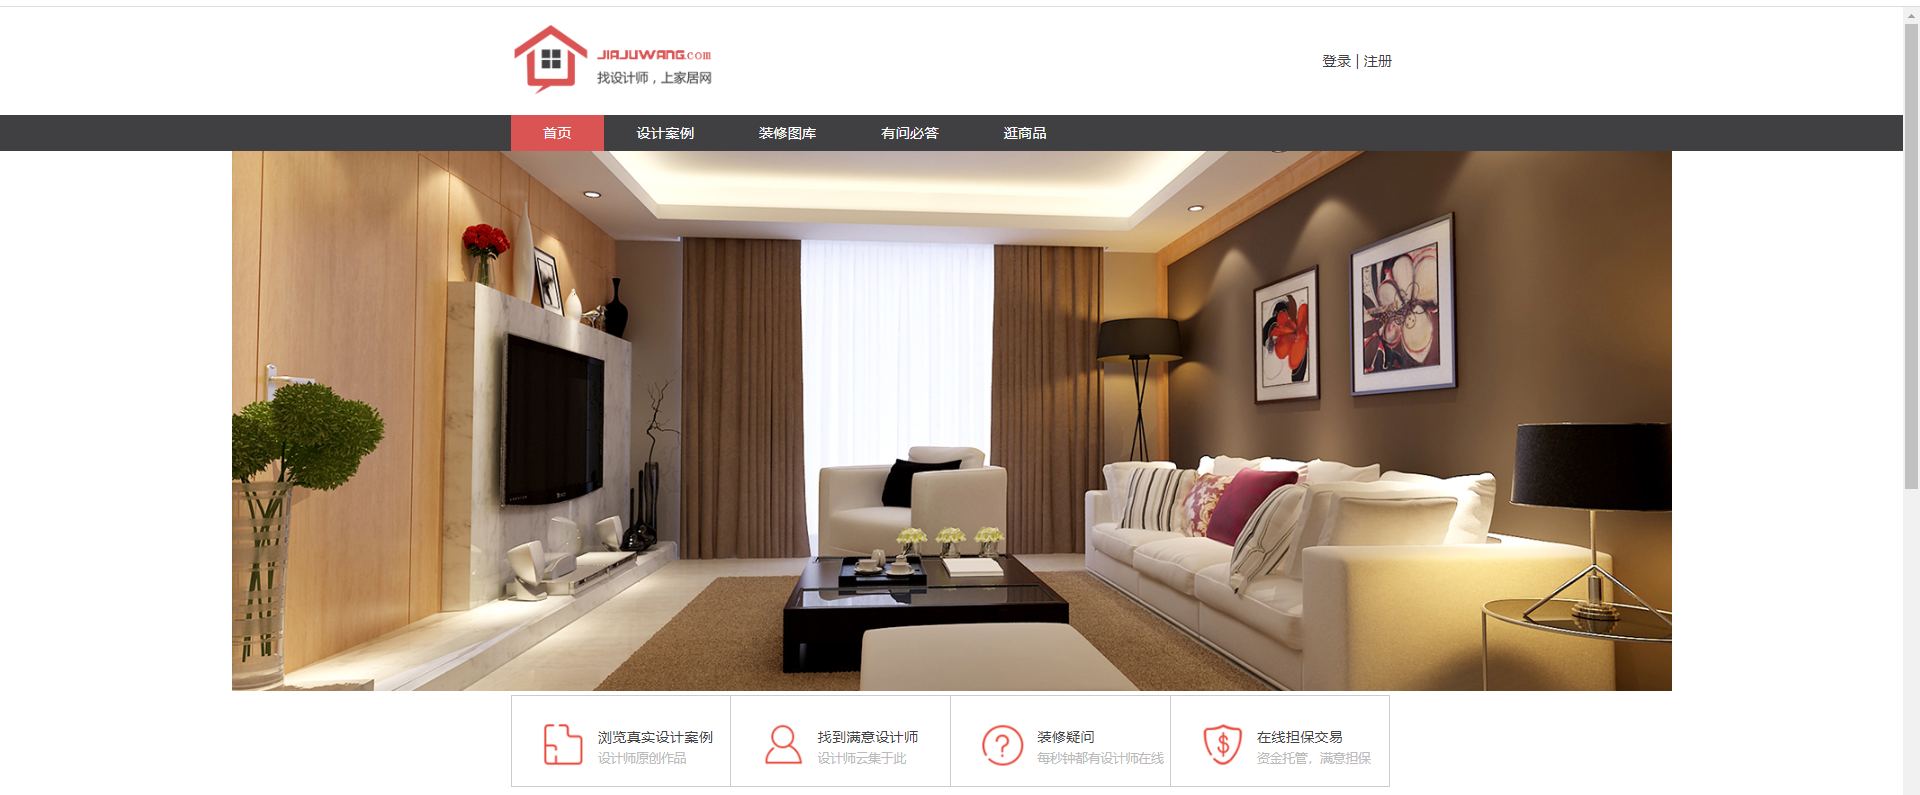 JIAJUWANG.com
找设计师，上家居网
登录 | 注册
首页 设计案例 装修图库 有问必答 逛商品
浏览真实设计案例
设计师原创作品
找到满意设计师
设计师云集于此
装修疑问
每秒钟都有设计师在线
在线担保交易
资金托管，满意担保